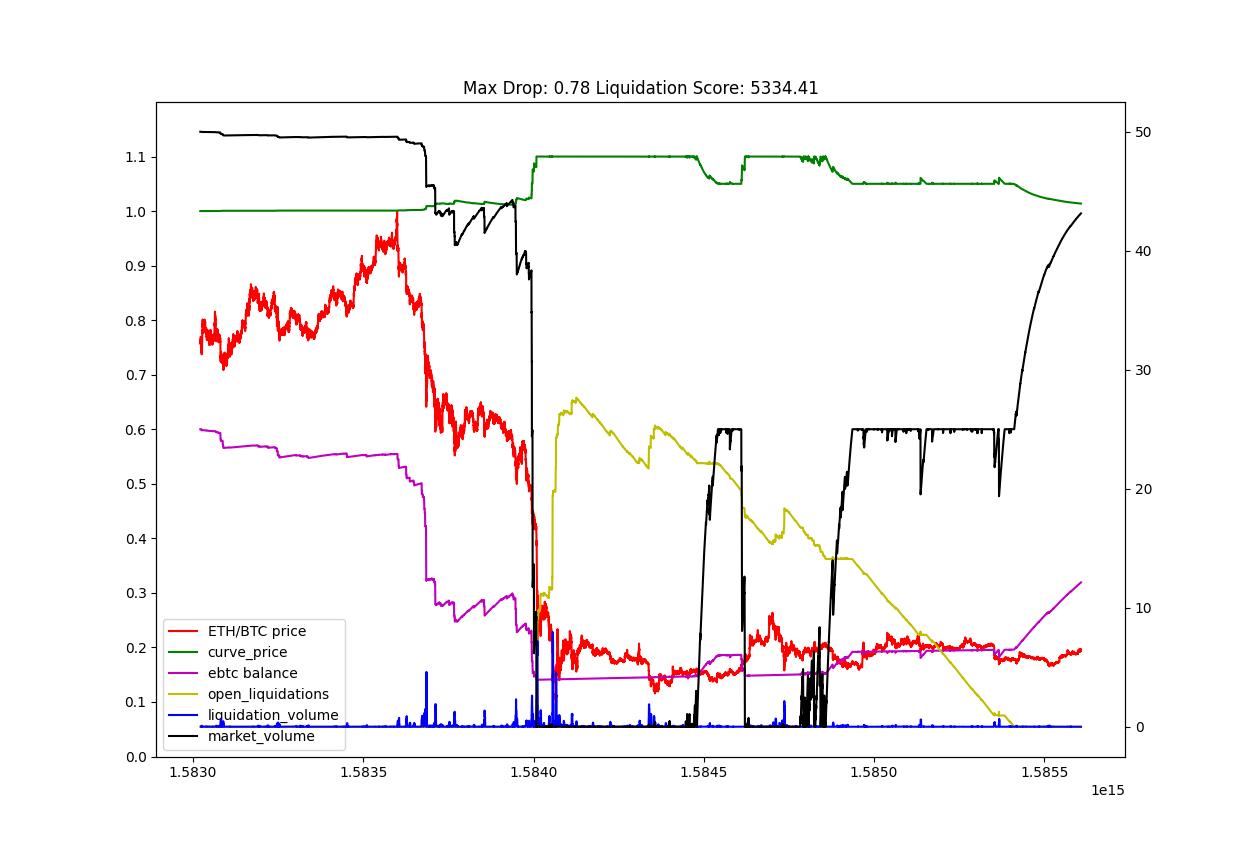 Max Drop: 0.78 Liquidation Score: 5334.41
1.1
1.0
0.9
0.8
0.7
0.6
0.5
0.4
0.3
0.2
0.1
0.0
ETH/BTC price
curve_price
ebtc balance
open_liquidations
liquidation_volume
market_volume
50
40
30
20
10
0
1.5830 1.5835 1.5840 1.5845 1.5850 1.5855
1e15